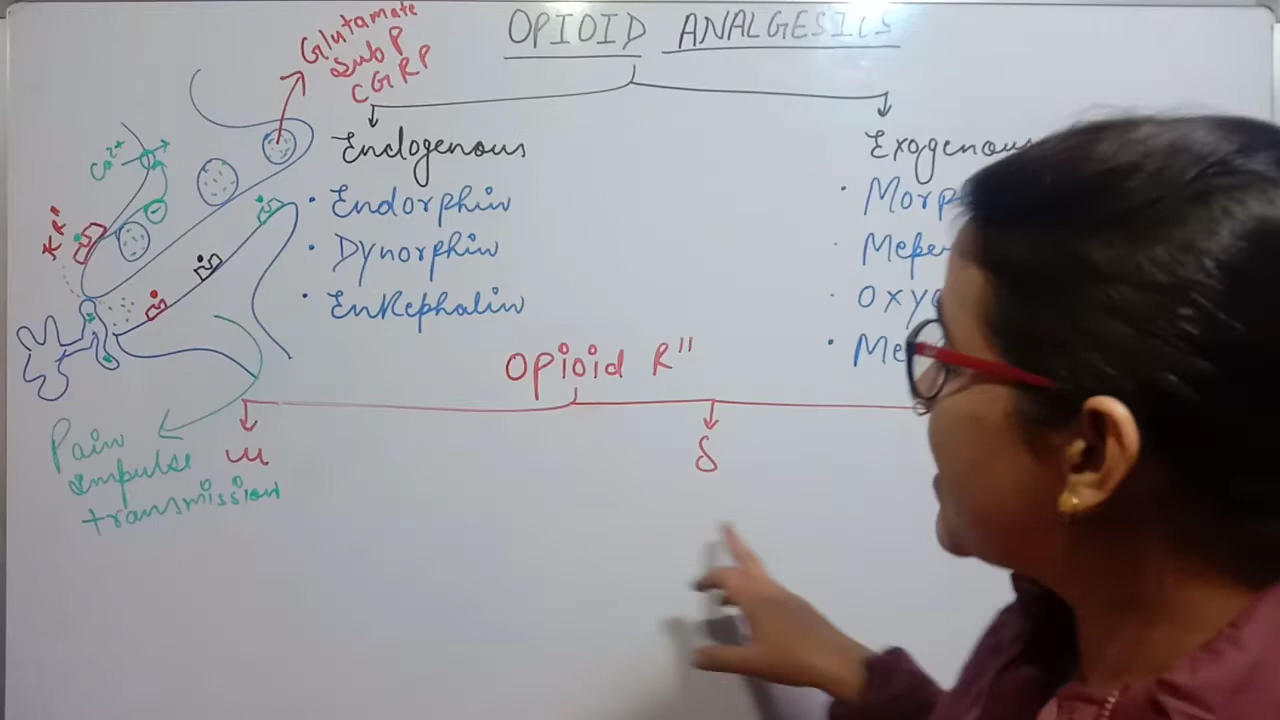 OPIOID ANALGESICS
Glutamate
Sub P
CGRP
Endogenous
Endorphin
Dynorphin
Enkephalin
Exogenous
Ca²⁺
Opioid R"
μ
δ
Pain
impulse
transmission